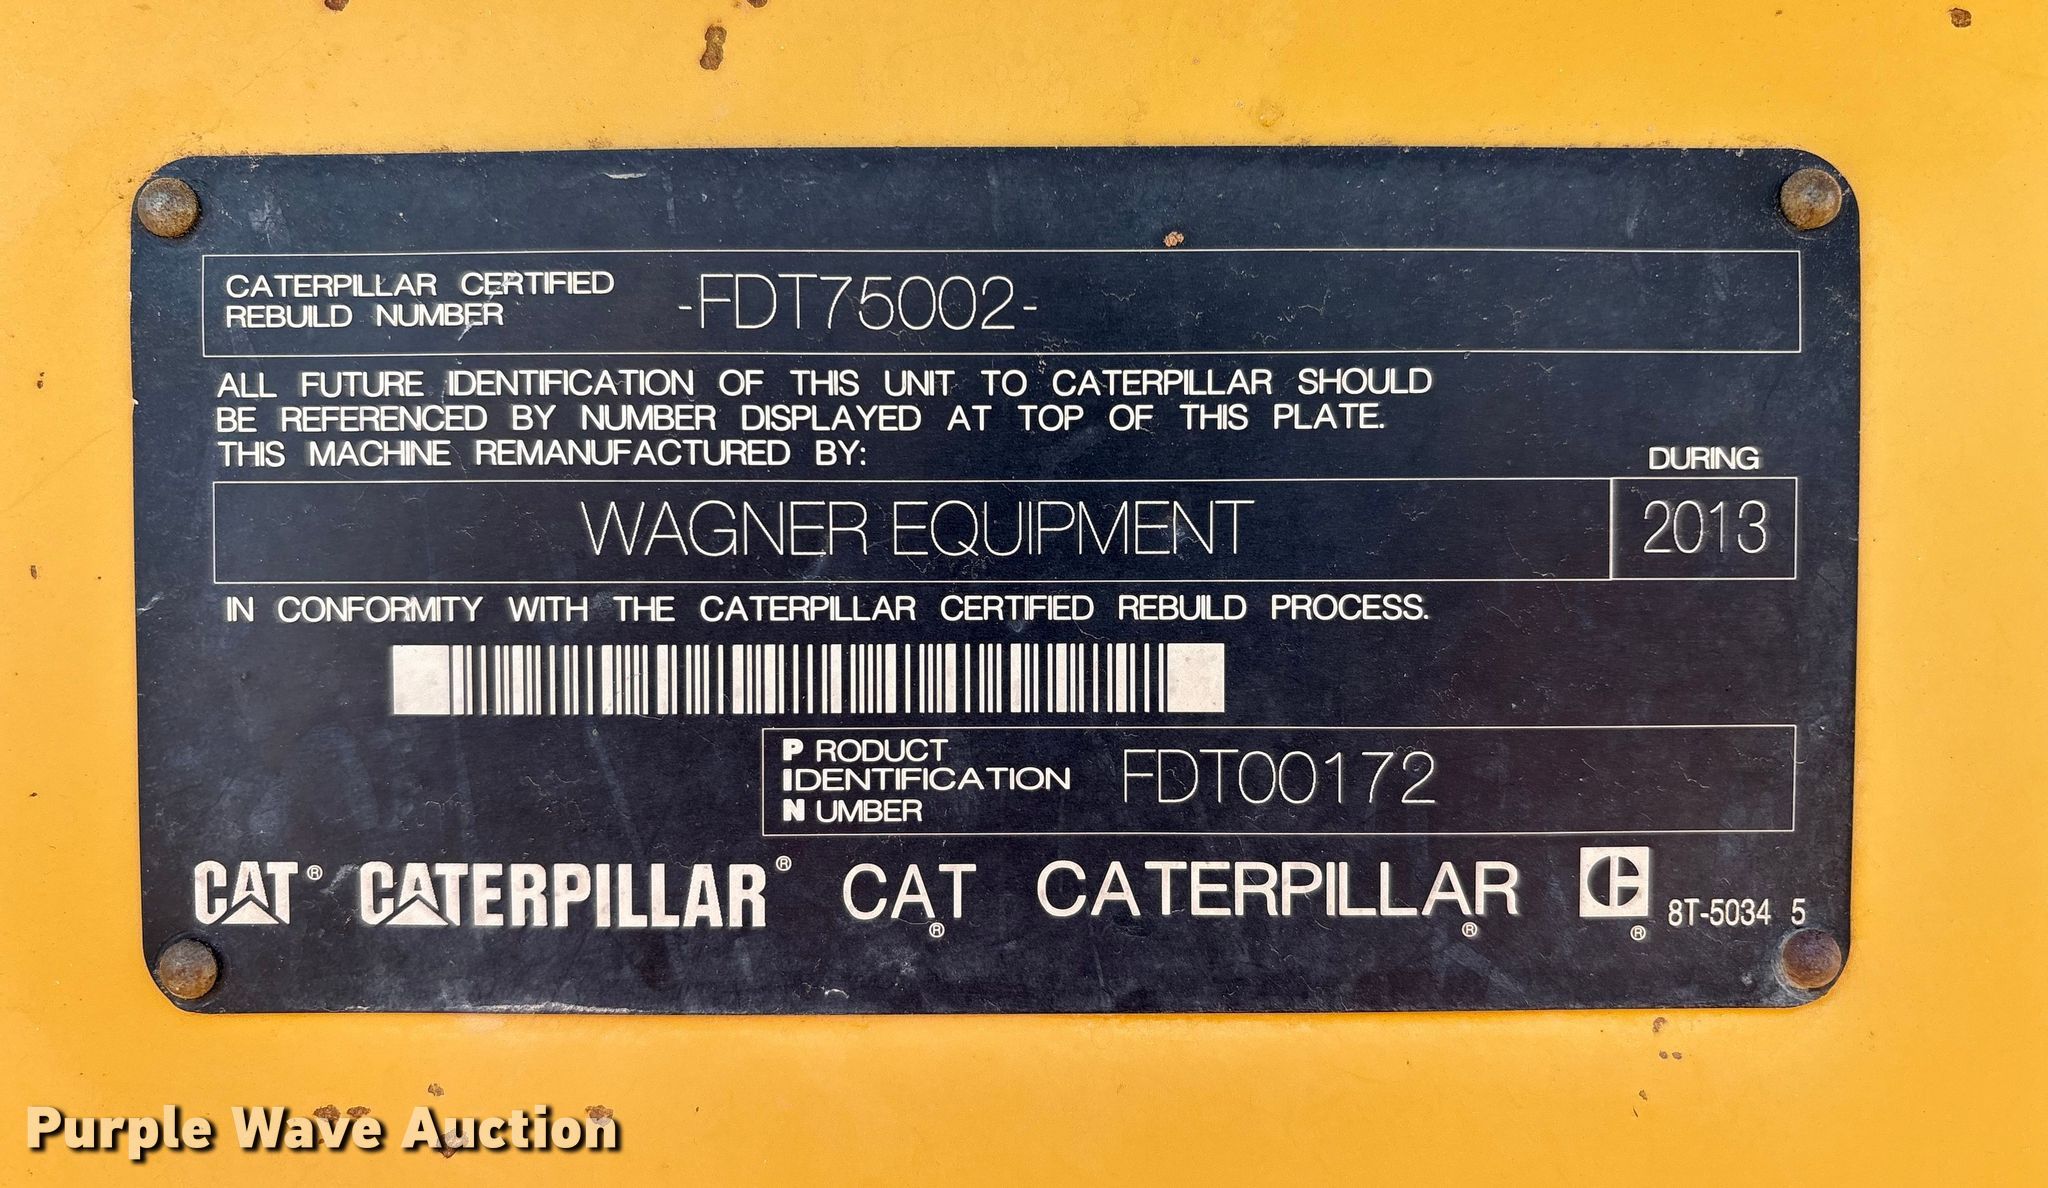 CATERPILLAR CERTIFIED
REBUILD NUMBER
-FDT75002-
ALL FUTURE IDENTIFICATION OF THIS UNIT TO CATERPILLAR SHOULD
BE REFERENCED BY NUMBER DISPLAYED AT TOP OF THIS PLATE.
THIS MACHINE REMANUFACTURED BY:
DURING
WAGNER EQUIPMENT
2013
IN CONFORMITY WITH THE CATERPILLAR CERTIFIED REBUILD PROCESS.
PRODUCT
IDENTIFICATION
NUMBER
FDT00172
CAT® CATERPILLAR® CAT® CATERPILLAR® C® 8T-5034 5
Purple Wave Auction